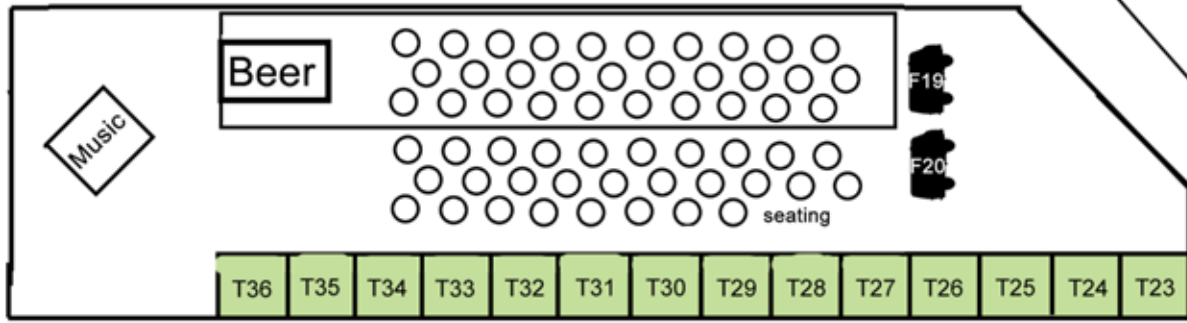 Beer
F19
Music
F20
seating
T36 T35 T34 T33 T32 T31 T30 T29 T28 T27 T26 T25 T24 T23